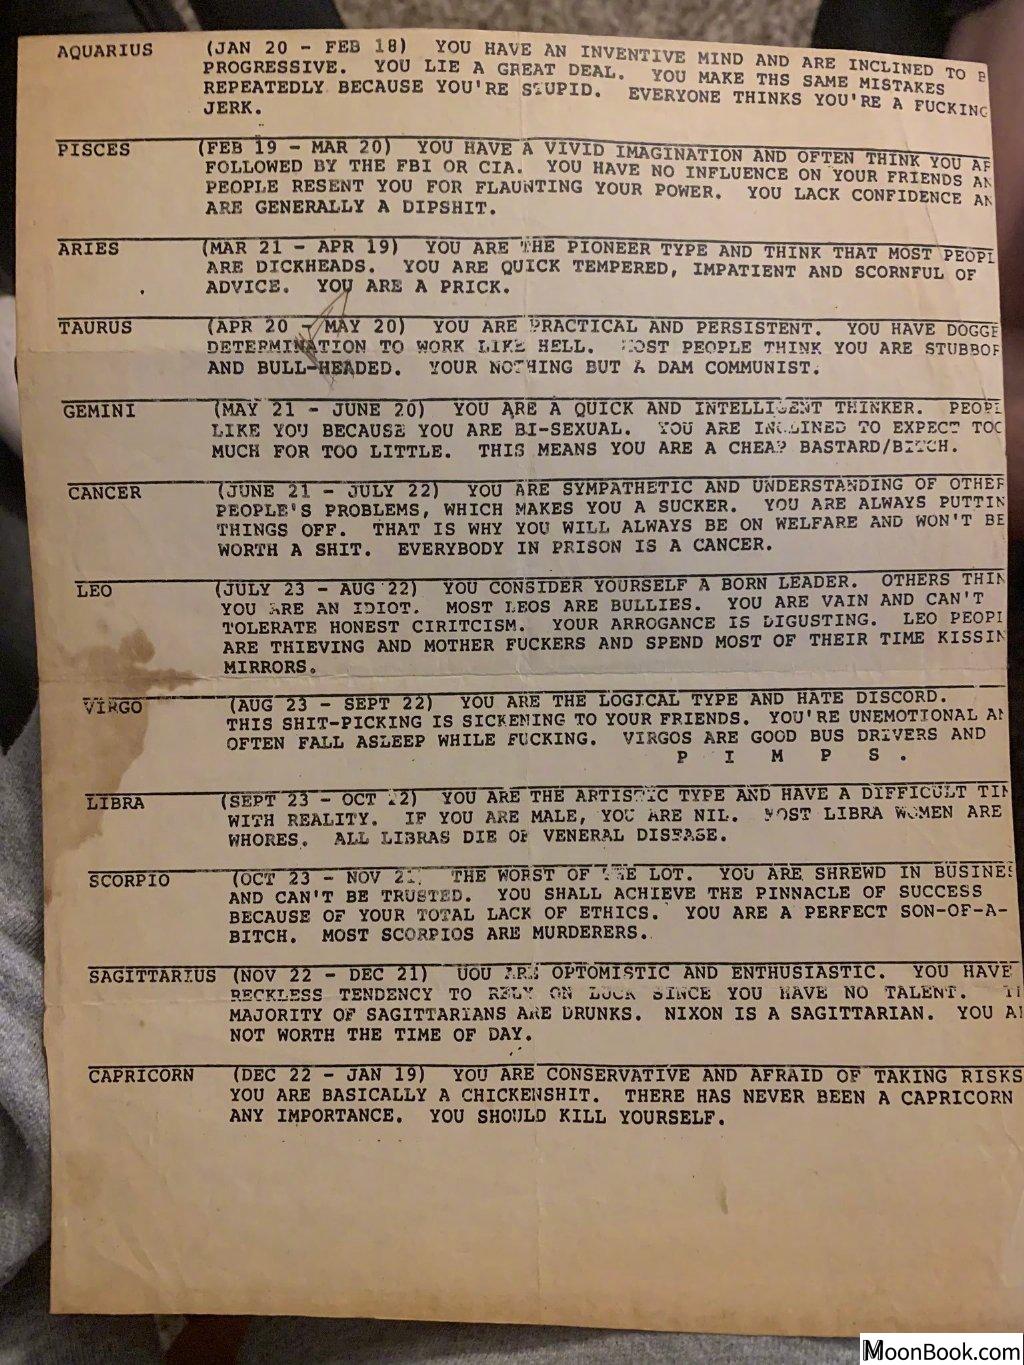 AQUARIUS (JAN 20 - FEB 18) YOU HAVE AN INVENTIVE MIND AND ARE INCLINED TO B
PROGRESSIVE. YOU LIE A GREAT DEAL. YOU MAKE THS SAME MISTAKES
REPEATEDLY BECAUSE YOU'RE STUPID. EVERYONE THINKS YOU'RE A FUCKING
JERK.
PISCES (FEB 19 - MAR 20) YOU HAVE A VIVID IMAGINATION AND OFTEN THINK YOU AR
FOLLOWED BY THE FBI OR CIA. YOU HAVE NO INFLUENCE ON YOUR FRIENDS AN
PEOPLE RESENT YOU FOR FLAUNTING YOUR POWER. YOU LACK CONFIDENCE AN
ARE GENERALLY A DIPSHIT.
ARIES (MAR 21 - APR 19) YOU ARE THE PIONEER TYPE AND THINK THAT MOST PEOPL
ARE DICKHEADS. YOU ARE QUICK TEMPERED, IMPATIENT AND SCORNFUL OF
ADVICE. YOU ARE A PRICK.
TAURUS (APR 20 - MAY 20) YOU ARE PRACTICAL AND PERSISTENT. YOU HAVE DOGGE
DETERMINATION TO WORK LIKE HELL. MOST PEOPLE THINK YOU ARE STUBBOR
AND BULL-HEADED. YOUR NOTHING BUT A DAM COMMUNIST.
GEMINI (MAY 21 - JUNE 20) YOU ARE A QUICK AND INTELLIGENT THINKER. PEOPL
LIKE YOU BECAUSE YOU ARE BI-SEXUAL. YOU ARE INCLINED TO EXPECT TOO
MUCH FOR TOO LITTLE. THIS MEANS YOU ARE A CHEAP BASTARD/BITCH.
CANCER (JUNE 21 - JULY 22) YOU ARE SYMPATHETIC AND UNDERSTANDING OF OTHER
PEOPLE'S PROBLEMS, WHICH MAKES YOU A SUCKER. YOU ARE ALWAYS PUTTIN
THINGS OFF. THAT IS WHY YOU WILL ALWAYS BE ON WELFARE AND WON'T BE
WORTH A SHIT. EVERYBODY IN PRISON IS A CANCER.
LEO (JULY 23 - AUG 22) YOU CONSIDER YOURSELF A BORN LEADER. OTHERS THIN
YOU ARE AN IDIOT. MOST LEOS ARE BULLIES. YOU ARE VAIN AND CAN'T
TOLERATE HONEST CIRITCISM. YOUR ARROGANCE IS DIGUSTING. LEO PEOPL
ARE THIEVING AND MOTHER FUCKERS AND SPEND MOST OF THEIR TIME KISSIN
MIRRORS.
VIRGO (AUG 23 - SEPT 22) YOU ARE THE LOGICAL TYPE AND HATE DISCORD.
THIS SHIT-PICKING IS SICKENING TO YOUR FRIENDS. YOU'RE UNEMOTIONAL AN
OFTEN FALL ASLEEP WHILE FUCKING. VIRGOS ARE GOOD BUS DRIVERS AND
P I M P S .
LIBRA (SEPT 23 - OCT 22) YOU ARE THE ARTISTIC TYPE AND HAVE A DIFFICULT TIM
WITH REALITY. IF YOU ARE MALE, YOU ARE NIL. MOST LIBRA WOMEN ARE
WHORES. ALL LIBRAS DIE OF VENERAL DISEASE.
SCORPIO (OCT 23 - NOV 21) THE WORST OF THE LOT. YOU ARE SHREWD IN BUSINES
AND CAN'T BE TRUSTED. YOU SHALL ACHIEVE THE PINNACLE OF SUCCESS
BECAUSE OF YOUR TOTAL LACK OF ETHICS. YOU ARE A PERFECT SON-OF-A-
BITCH. MOST SCORPIOS ARE MURDERERS.
SAGITTARIUS (NOV 22 - DEC 21) UOU ARE OPTOMISTIC AND ENTHUSIASTIC. YOU HAVE
RECKLESS TENDENCY TO RELY ON LUCK SINCE YOU HAVE NO TALENT. T
MAJORITY OF SAGITTARIANS ARE DRUNKS. NIXON IS A SAGITTARIAN. YOU A
NOT WORTH THE TIME OF DAY.
CAPRICORN (DEC 22 - JAN 19) YOU ARE CONSERVATIVE AND AFRAID OF TAKING RISKS
YOU ARE BASICALLY A CHICKENSHIT. THERE HAS NEVER BEEN A CAPRICORN
ANY IMPORTANCE. YOU SHOULD KILL YOURSELF.
MoonBook.com